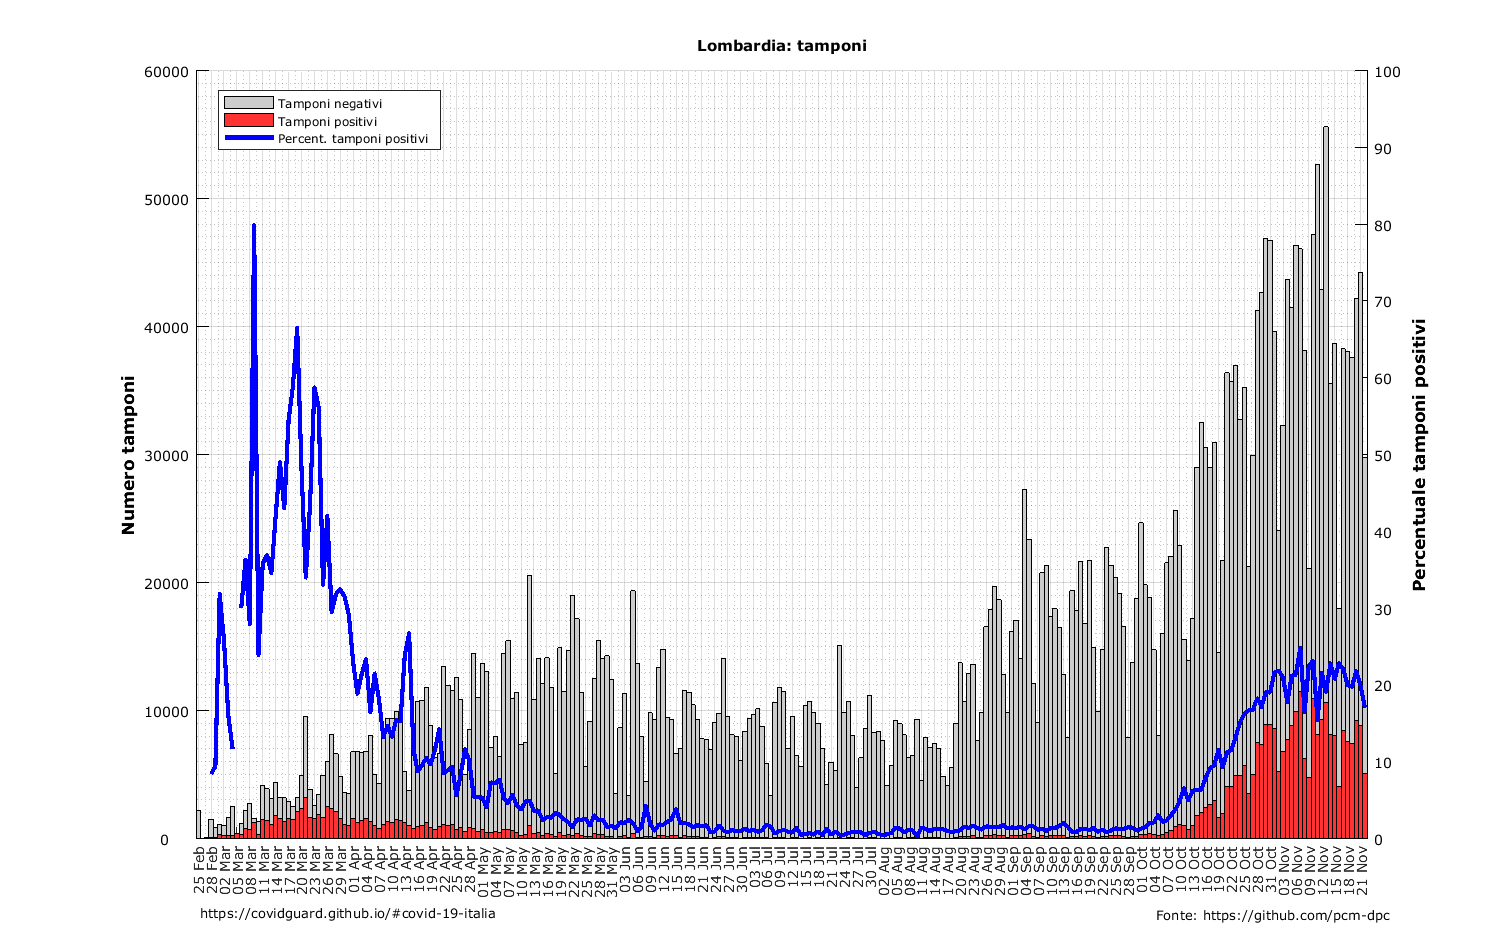 Lombardia: tamponi
Tamponi negativi
Tamponi positivi
Percent. tamponi positivi
Numero tamponi
60000
50000
40000
30000
20000
10000
0
100
90
80
70
60
50
40
30
20
10
0
Percentuale tamponi positivi
25 Feb
28 Feb
02 Mar
05 Mar
08 Mar
11 Mar
14 Mar
17 Mar
20 Mar
23 Mar
26 Mar
29 Mar
01 Apr
04 Apr
07 Apr
10 Apr
13 Apr
16 Apr
19 Apr
22 Apr
25 Apr
28 Apr
01 May
04 May
07 May
10 May
13 May
16 May
19 May
22 May
25 May
28 May
31 May
03 Jun
06 Jun
09 Jun
12 Jun
15 Jun
18 Jun
21 Jun
24 Jun
27 Jun
30 Jun
03 Jul
06 Jul
09 Jul
12 Jul
15 Jul
18 Jul
21 Jul
24 Jul
27 Jul
30 Jul
02 Aug
05 Aug
08 Aug
11 Aug
14 Aug
17 Aug
20 Aug
23 Aug
26 Aug
29 Aug
01 Sep
04 Sep
07 Sep
10 Sep
13 Sep
16 Sep
19 Sep
22 Sep
25 Sep
28 Sep
01 Oct
04 Oct
07 Oct
10 Oct
13 Oct
16 Oct
19 Oct
22 Oct
25 Oct
28 Oct
31 Oct
03 Nov
06 Nov
09 Nov
12 Nov
15 Nov
18 Nov
21 Nov
https://covidguard.github.io/#covid-19-italia
Fonte: https://github.com/pcm-dpc